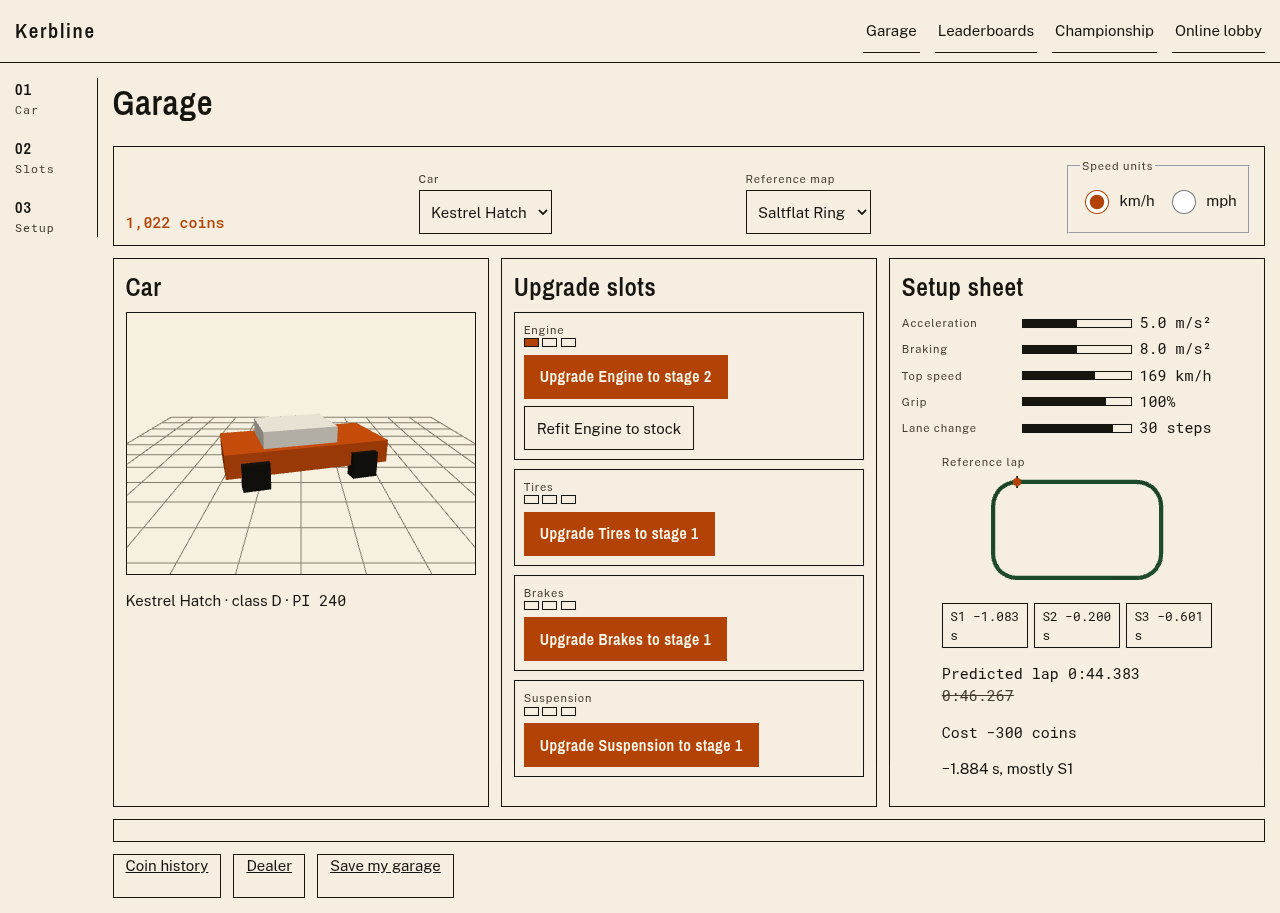 Kerbline
Garage
Leaderboards
Championship
Online lobby
01
Car
02
Slots
03
Setup
Garage
1,022 coins
Car
Kestrel Hatch
Reference map
Saltflat Ring
Speed units
km/h
mph
Car
Kestrel Hatch · class D · PI 240
Upgrade slots
Engine
Upgrade Engine to stage 2
Refit Engine to stock
Tires
Upgrade Tires to stage 1
Brakes
Upgrade Brakes to stage 1
Suspension
Upgrade Suspension to stage 1
Setup sheet
Acceleration 5.0 m/s²
Braking 8.0 m/s²
Top speed 169 km/h
Grip 100%
Lane change 30 steps
Reference lap
S1 −1.083
s
S2 −0.200
s
S3 −0.601
s
Predicted lap 0:44.383
0:46.267
Cost −300 coins
−1.884 s, mostly S1
Coin history
Dealer
Save my garage